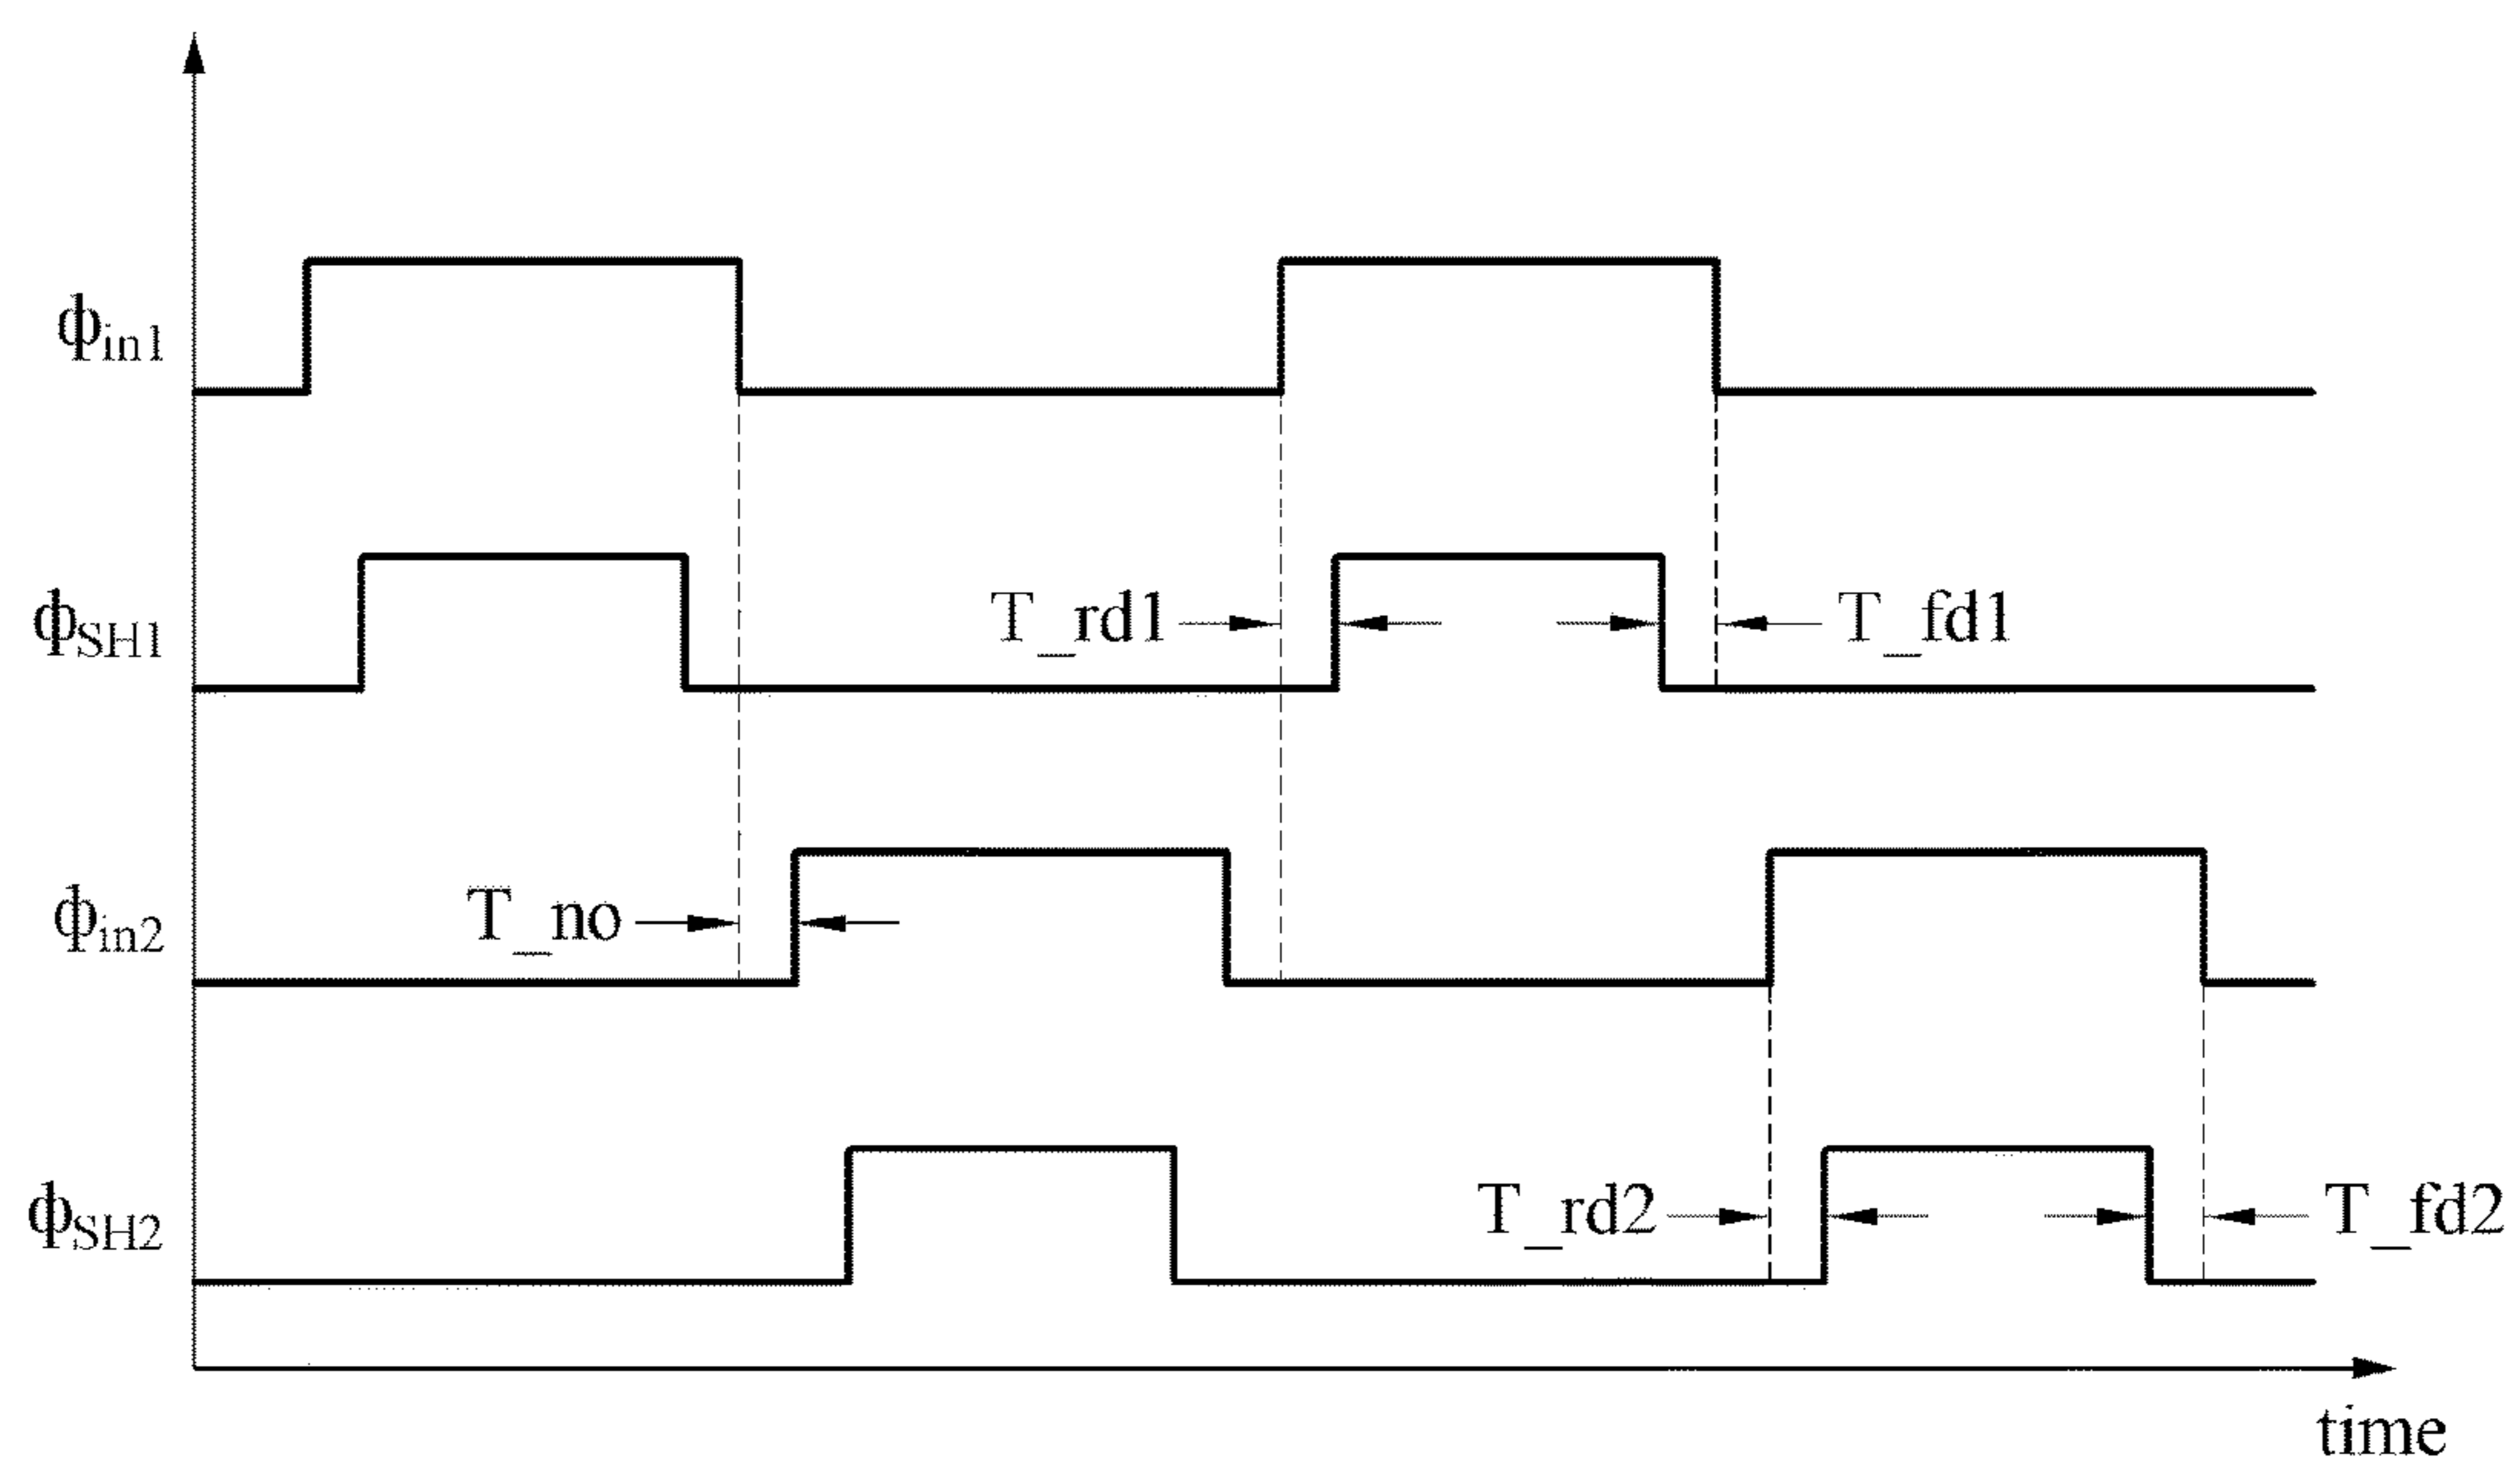 ϕin1
ϕSH1
T_rd1
T_fd1
ϕin2
T_no
ϕSH2
T_rd2
T_fd2
time